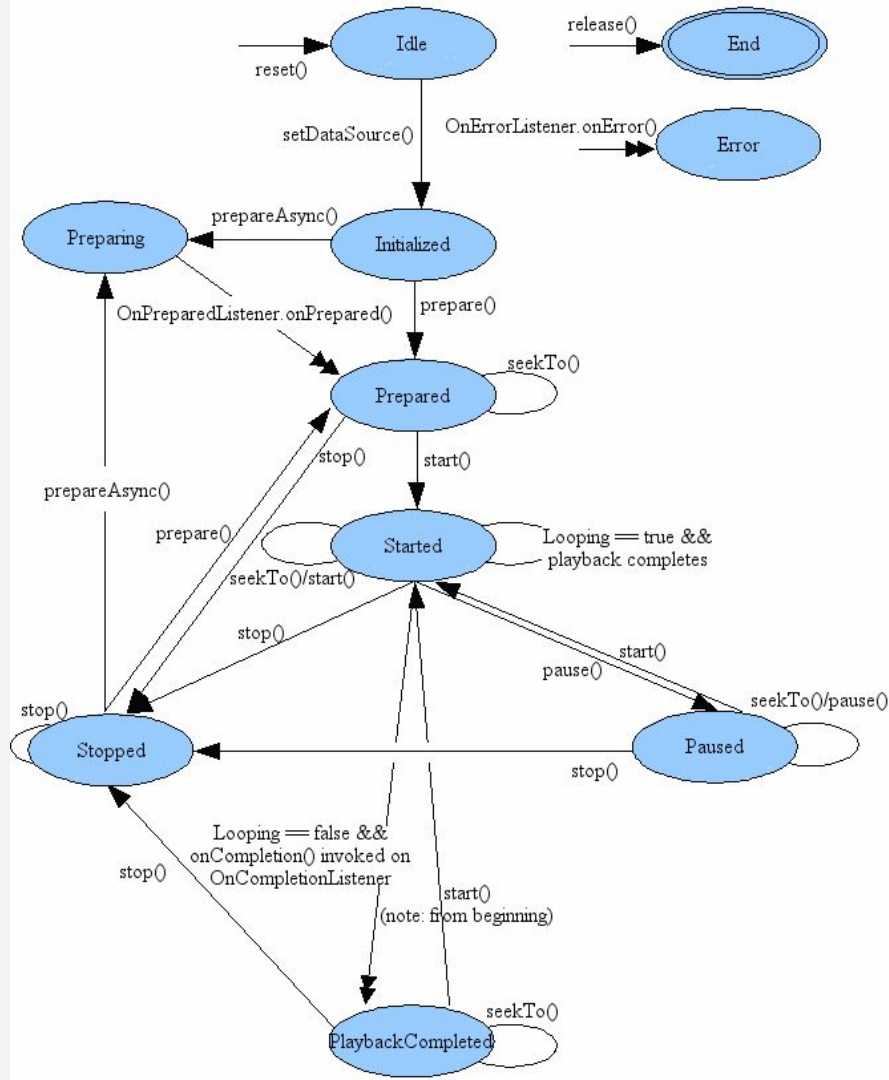 Idle
release()
End
reset()
setDataSource()
OnErrorListener.onError()
Error
Preparing
prepareAsync()
Initialized
OnPreparedListener.onPrepared()
prepare()
Prepared
seekTo()
stop()
start()
prepareAsync()
prepare()
Started
Looping == true &&
playback completes
seekTo()/start()
stop()
start()
pause()
stop()
Stopped
Paused
seekTo()/pause()
stop()
Looping == false &&
onCompletion() invoked on
OnCompletionListener
stop()
start()
(note: from beginning)
PlaybackCompleted
seekTo()